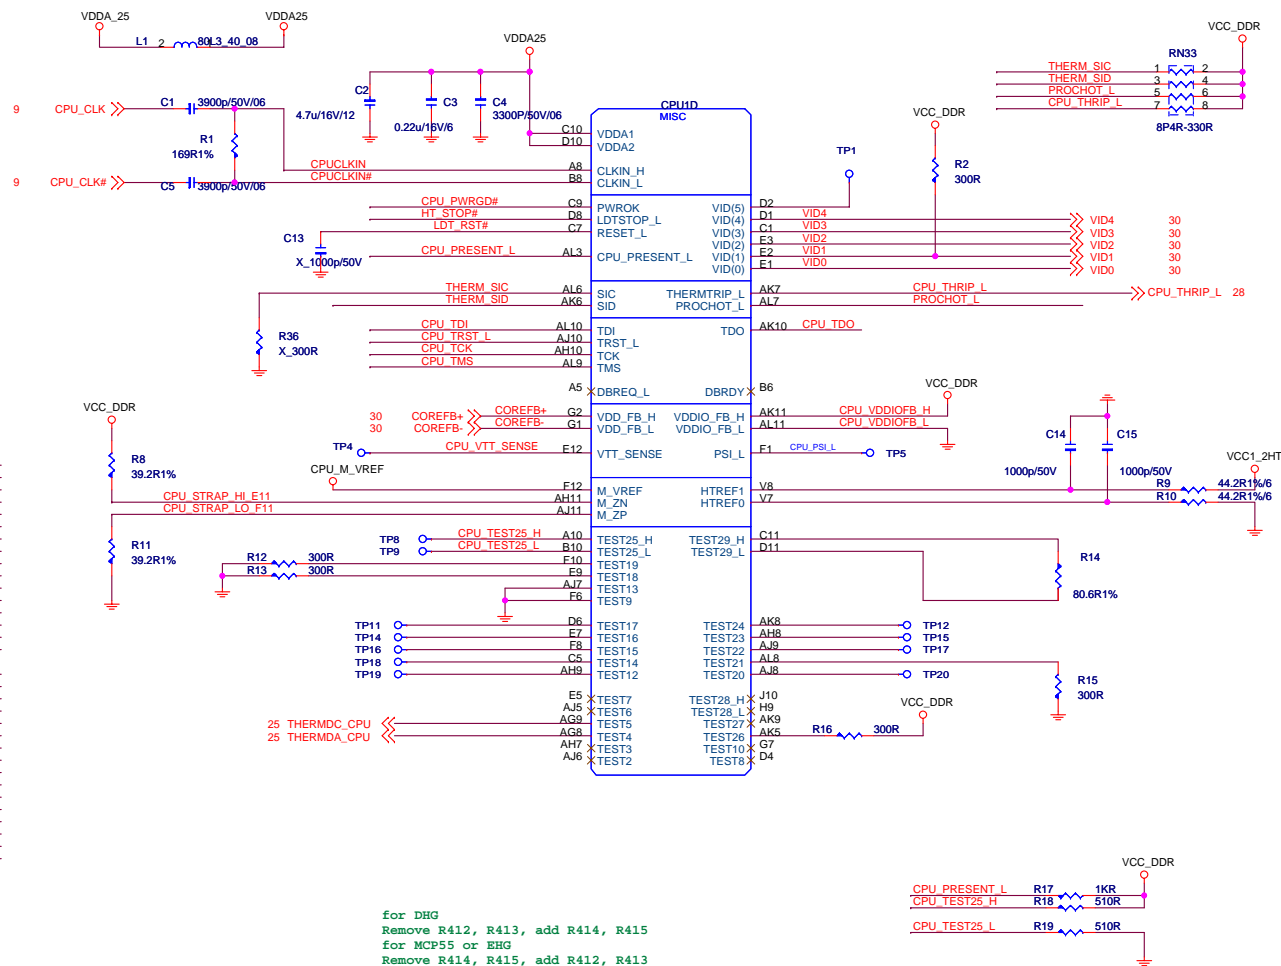 VDDA_25
VDDA25
L1 2 80L3_40_08
VDDA25
VCC_DDR
RN33
THERM_SIC 1 2
THERM_SID 3 4
PROCHOT_L 5 6
CPU_THRIP_L 7 8
8P4R-330R
9 CPU_CLK C1 3900p/50V/06
R1
169R1%
9 CPU_CLK# C5 3900p/50V/06
C2
4.7u/16V/12
C3
0.22u/16V/6
C4
3300P/50V/06
CPU1D
MISC
C10 VDDA1
D10 VDDA2
CPUCLKIN A8 CLKIN_H
CPUCLKIN# B8 CLKIN_L
VCC_DDR
R2
300R
TP1
CPU_PWRGD# C9 PWROK
HT_STOP# D8 LDTSTOP_L
LDT_RST# C7 RESET_L
C13
X_1000p/50V
CPU_PRESENT_L AL3 CPU_PRESENT_L
VID(5) D2
VID(4) D1 VID4 VID4 30
VID(3) C1 VID3 VID3 30
VID(2) E3 VID2 VID2 30
VID(1) E2 VID1 VID1 30
VID(0) E1 VID0 VID0 30
THERM_SIC AL6 SIC
THERM_SID AK6 SID
THERMTRIP_L AK7 CPU_THRIP_L CPU_THRIP_L 28
PROCHOT_L AL7 PROCHOT_L
R36
X_300R
CPU_TDI AL10 TDI
CPU_TRST_L AJ10 TRST_L
CPU_TCK AH10 TCK
CPU_TMS AL9 TMS
TDO AK10 CPU_TDO
A5 DBREQ_L
DBRDY B6
VCC_DDR
30 COREFB+ COREFB+ G2 VDD_FB_H
30 COREFB- COREFB- G1 VDD_FB_L
VDDIO_FB_H AK11 CPU_VDDIOFB_H
VDDIO_FB_L AL11 CPU_VDDIOFB_L
TP4 CPU_VTT_SENSE E12 VTT_SENSE
PSI_L F1 CPU_PSI_L TP5
VCC_DDR
R8
39.2R1%
CPU_M_VREF
F12 M_VREF
CPU_STRAP_HI_E11 AH11 M_ZN
CPU_STRAP_LO_F11 AJ11 M_ZP
R11
39.2R1%
C14
1000p/50V
C15
1000p/50V
VCC1_2HT
HTREF1 V8 R9 44.2R1%/6
HTREF0 V7 R10 44.2R1%/6
TP8 CPU_TEST25_H A10 TEST25_H
TP9 CPU_TEST25_L B10 TEST25_L
R12 300R F10 TEST19
R13 300R E9 TEST18
AJ7 TEST13
F6 TEST9
TEST29_H C11
TEST29_L D11
R14
80.6R1%
TP11 D6 TEST17
TP14 E7 TEST16
TP16 F8 TEST15
TP18 C5 TEST14
TP19 AH9 TEST12
TEST24 AK8 TP12
TEST23 AH8 TP15
TEST22 AJ9 TP17
TEST21 AL8
TEST20 AJ8 TP20
R15
300R
E5 TEST7
AJ5 TEST6
25 THERMDC_CPU AG9 TEST5
25 THERMDA_CPU AG8 TEST4
AH7 TEST3
AJ6 TEST2
TEST28_H J10
TEST28_L H9
TEST27 AK9
TEST26 AK5 R16 300R
TEST10 G7
TEST8 D4
VCC_DDR
VCC_DDR
CPU_PRESENT_L R17 1KR
CPU_TEST25_H R18 510R
CPU_TEST25_L R19 510R
for DHG
Remove R412, R413, add R414, R415
for MCP55 or EHG
Remove R414, R415, add R412, R413